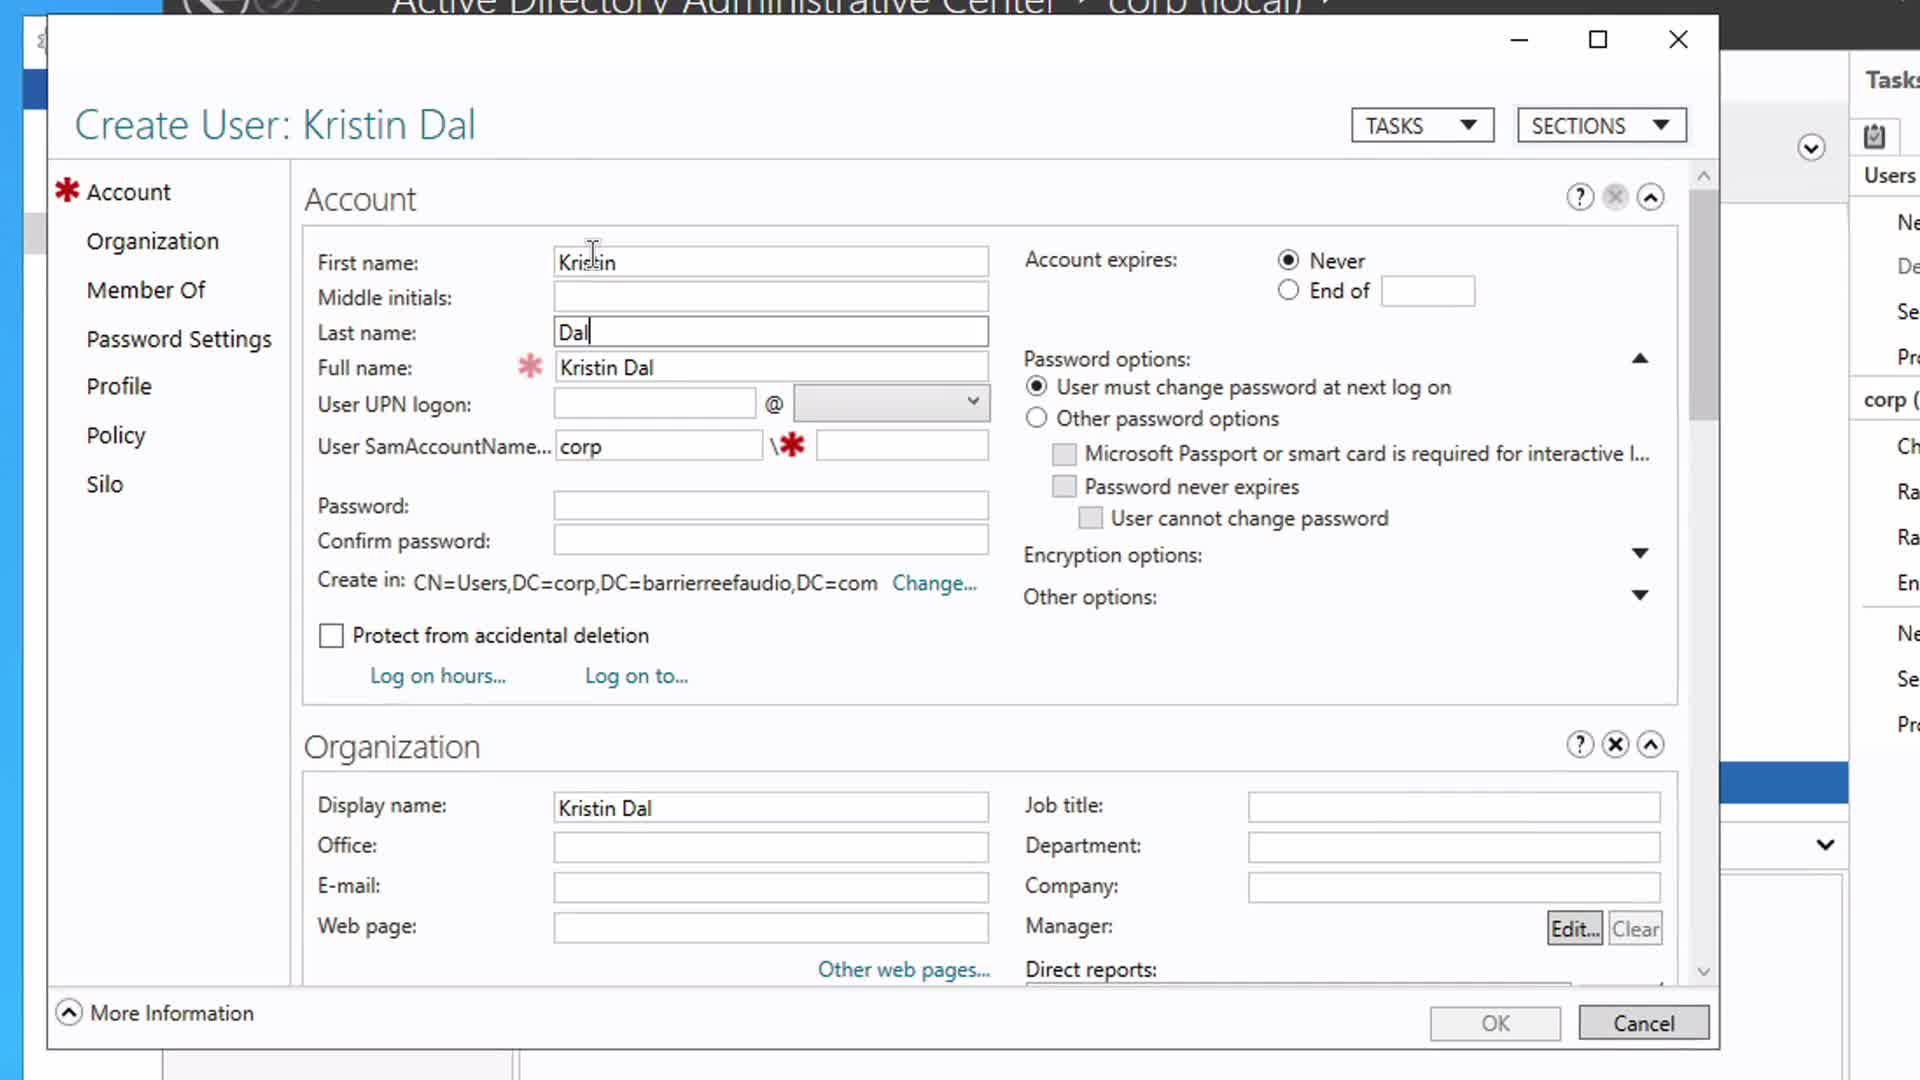 Active Directory Administrative Center · corp (local) ·
Create User: Kristin Dal
TASKS
SECTIONS
Account
Organization
Member Of
Password Settings
Profile
Policy
Silo
Account
First name: Kristin
Middle initials:
Last name: Dal
Full name: Kristin Dal
User UPN logon: @
User SamAccountName... corp \
Password:
Confirm password:
Create in: CN=Users,DC=corp,DC=barrierreefaudio,DC=com Change...
Protect from accidental deletion
Log on hours... Log on to...
Account expires: Never
End of
Password options:
User must change password at next log on
Other password options
Microsoft Passport or smart card is required for interactive l...
Password never expires
User cannot change password
Encryption options:
Other options:
Organization
Display name: Kristin Dal
Office:
E-mail:
Web page:
Other web pages...
Job title:
Department:
Company:
Manager: Edit... Clear
Direct reports:
More Information
OK Cancel
Tasks
Users
Ne
De
Se
Pr
corp (
Ch
Ra
Ra
En
Ne
Se
Pr